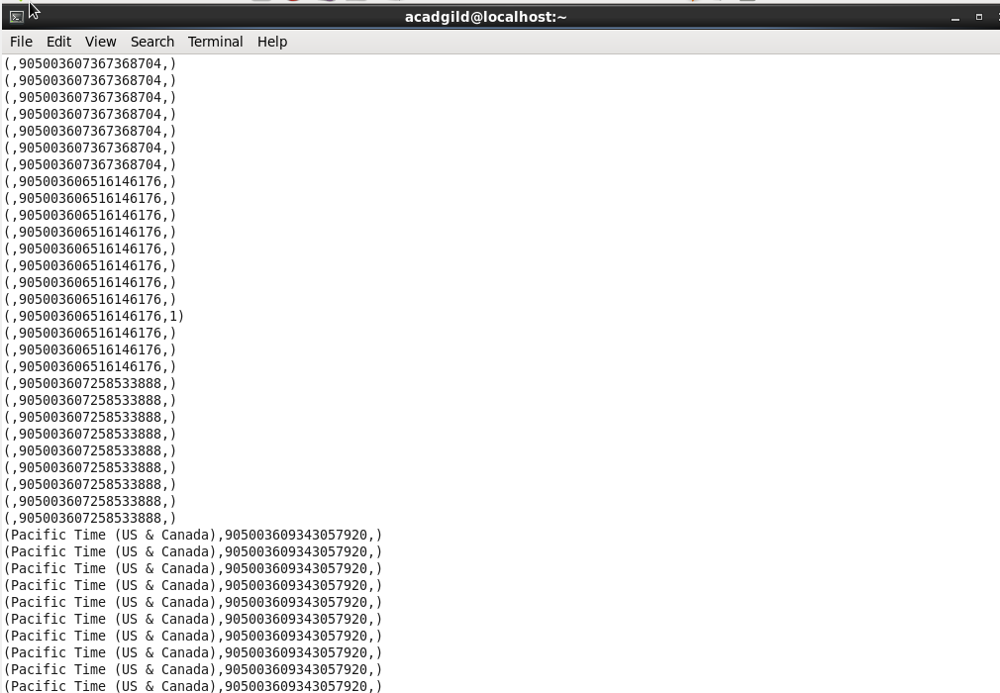 acadgild@localhost:~
File Edit View Search Terminal Help
(,905003607367368704,)
(,905003607367368704,)
(,905003607367368704,)
(,905003607367368704,)
(,905003607367368704,)
(,905003607367368704,)
(,905003607367368704,)
(,905003606516146176,)
(,905003606516146176,)
(,905003606516146176,)
(,905003606516146176,)
(,905003606516146176,)
(,905003606516146176,)
(,905003606516146176,)
(,905003606516146176,)
(,905003606516146176,1)
(,905003606516146176,)
(,905003606516146176,)
(,905003606516146176,)
(,905003607258533888,)
(,905003607258533888,)
(,905003607258533888,)
(,905003607258533888,)
(,905003607258533888,)
(,905003607258533888,)
(,905003607258533888,)
(,905003607258533888,)
(,905003607258533888,)
(Pacific Time (US & Canada),905003609343057920,)
(Pacific Time (US & Canada),905003609343057920,)
(Pacific Time (US & Canada),905003609343057920,)
(Pacific Time (US & Canada),905003609343057920,)
(Pacific Time (US & Canada),905003609343057920,)
(Pacific Time (US & Canada),905003609343057920,)
(Pacific Time (US & Canada),905003609343057920,)
(Pacific Time (US & Canada),905003609343057920,)
(Pacific Time (US & Canada),905003609343057920,)
(Pacific Time (US & Canada),905003609343057920,)